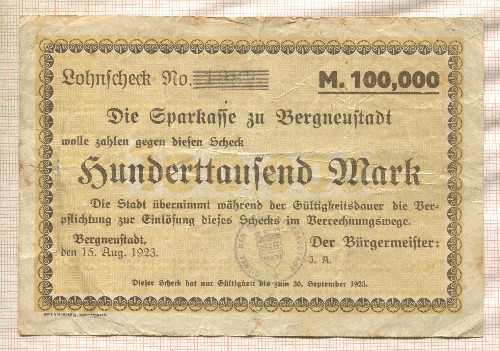 Lohnscheck No.
M. 100,000
Die Sparkasse zu Bergneustadt
wolle zahlen gegen diesen Scheck
Hunderttausend Mark
Die Stadt übernimmt während der Gültigkeitsdauer die Ver-
pflichtung zur Einlösung dieses Schecks im Verrechnungswege.
Bergneustadt,
den 15. Aug. 1923.
Der Bürgermeister:
J. A.
Dieser Scheck hat nur Gültigkeit bis zum 30. September 1923.